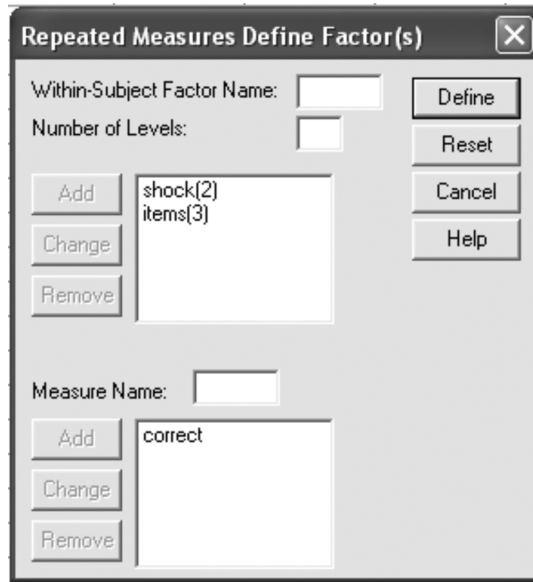 Repeated Measures Define Factor(s)
Within-Subject Factor Name:
Define
Number of Levels:
Reset
Add
shock(2)
Cancel
items(3)
Change
Help
Remove
Measure Name:
Add
correct
Change
Remove